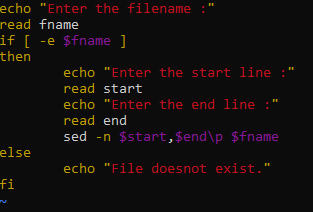 echo "Enter the filename :"
read fname
if [ -e $fname ]
then
        echo "Enter the start line :"
        read start
        echo "Enter the end line :"
        read end
        sed -n $start,$end\p $fname
else
        echo "File doesnot exist."
fi
~